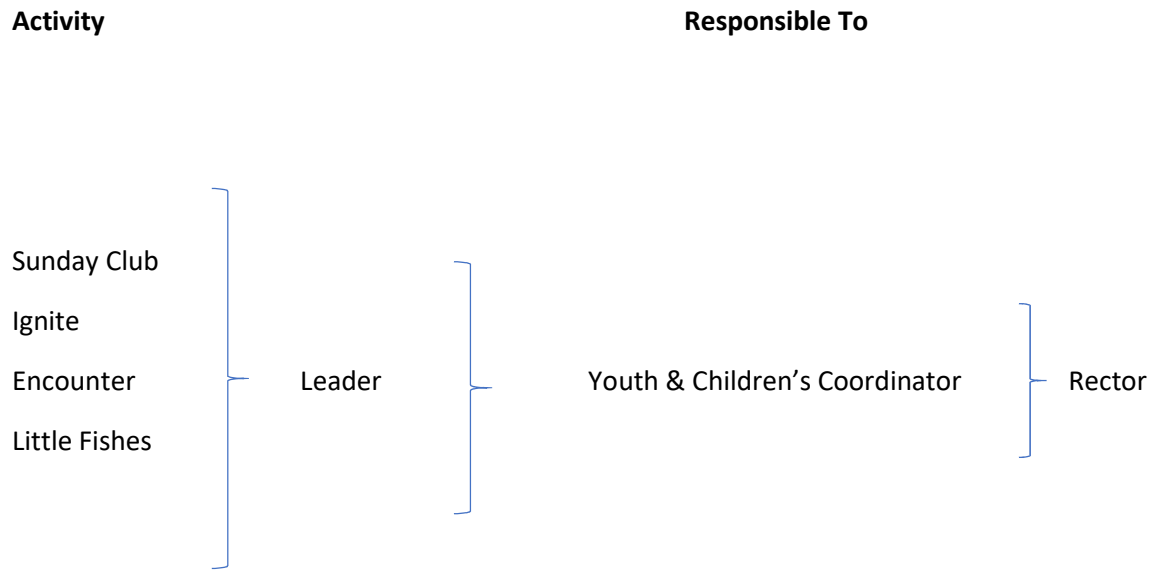 Activity Responsible To
Sunday Club
Ignite
Encounter Leader Youth & Children’s Coordinator Rector
Little Fishes